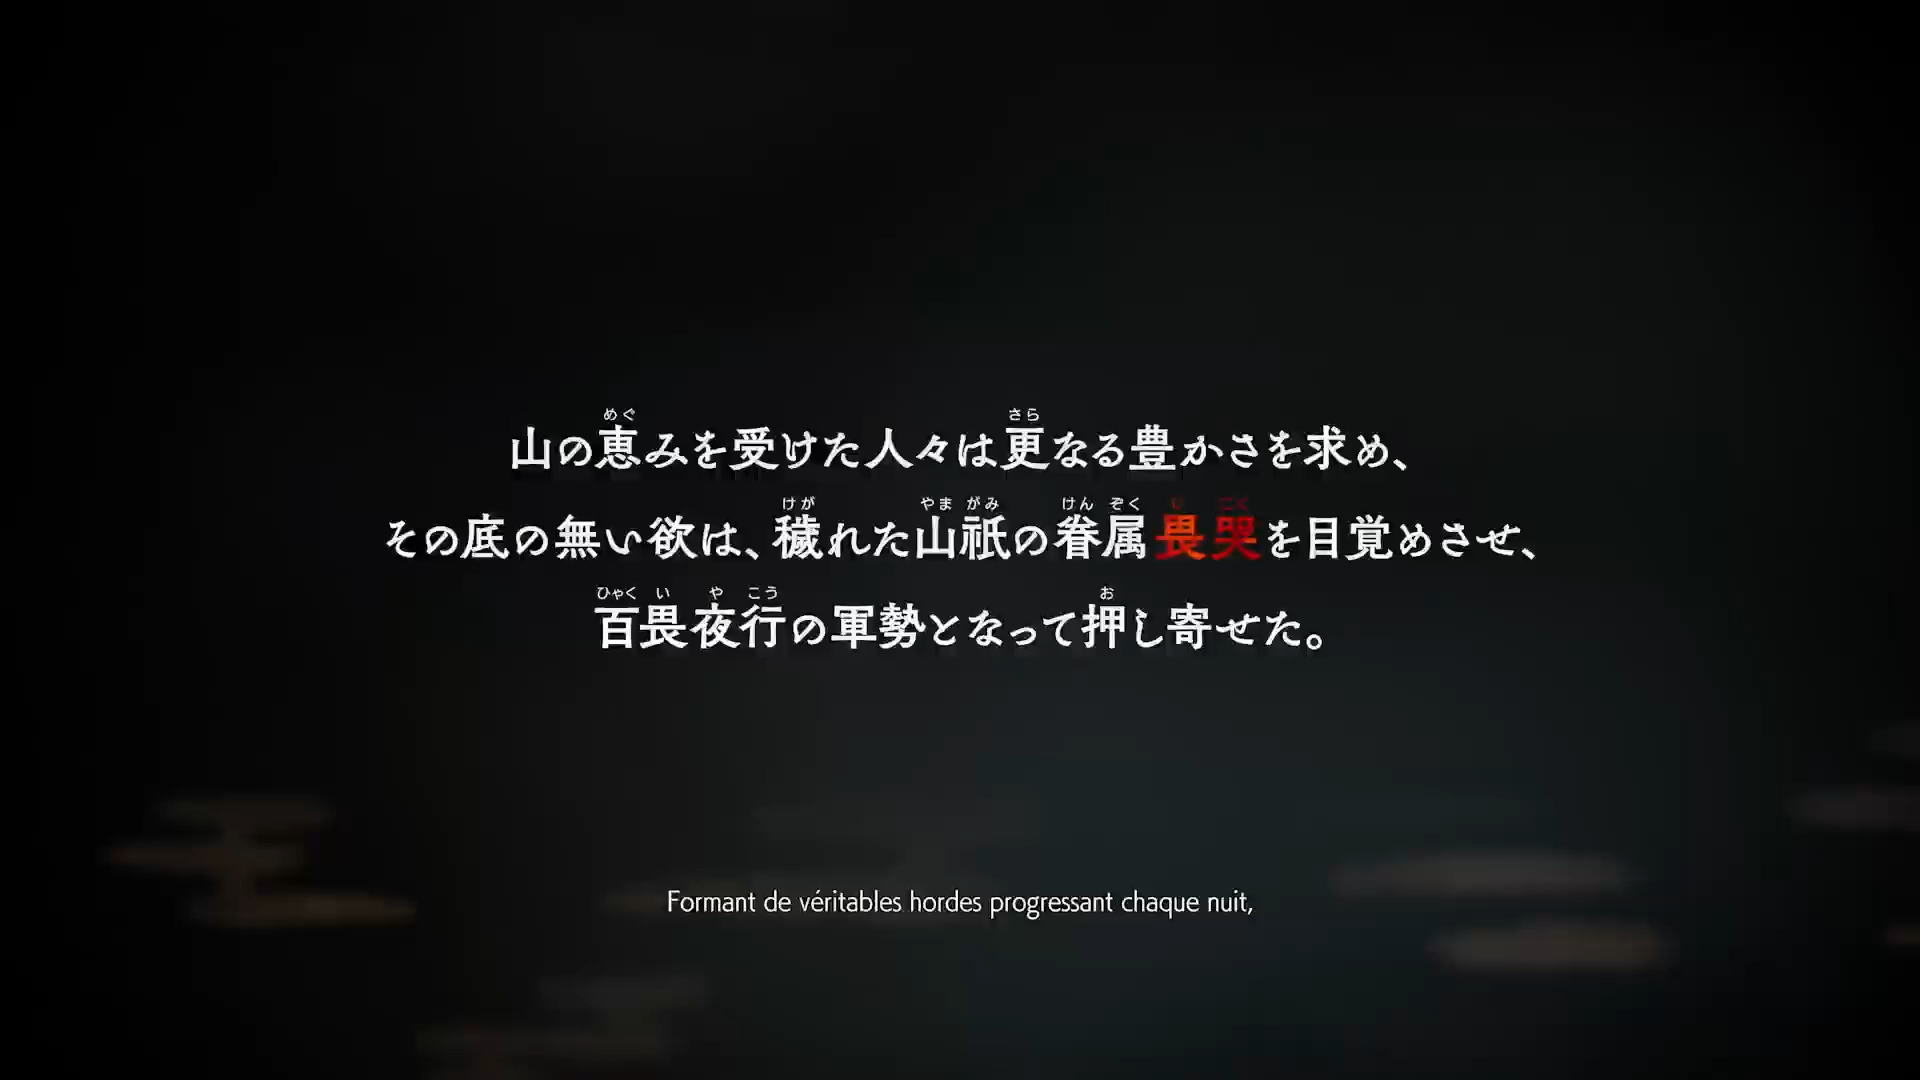 山の恵みを受けた人々は更なる豊かさを求め、
その底の無い欲は、穢れた山祇の眷属畏哭を目覚めさせ、
百畏夜行の軍勢となって押し寄せた。
Formant de véritables hordes progressant chaque nuit,